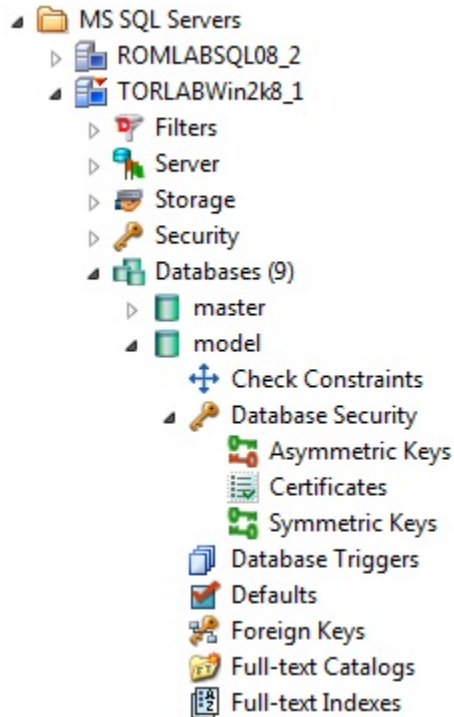 MS SQL Servers
ROMLABSQL08_2
TORLABWin2k8_1
Filters
Server
Storage
Security
Databases (9)
master
model
Check Constraints
Database Security
Asymmetric Keys
Certificates
Symmetric Keys
Database Triggers
Defaults
Foreign Keys
Full-text Catalogs
Full-text Indexes